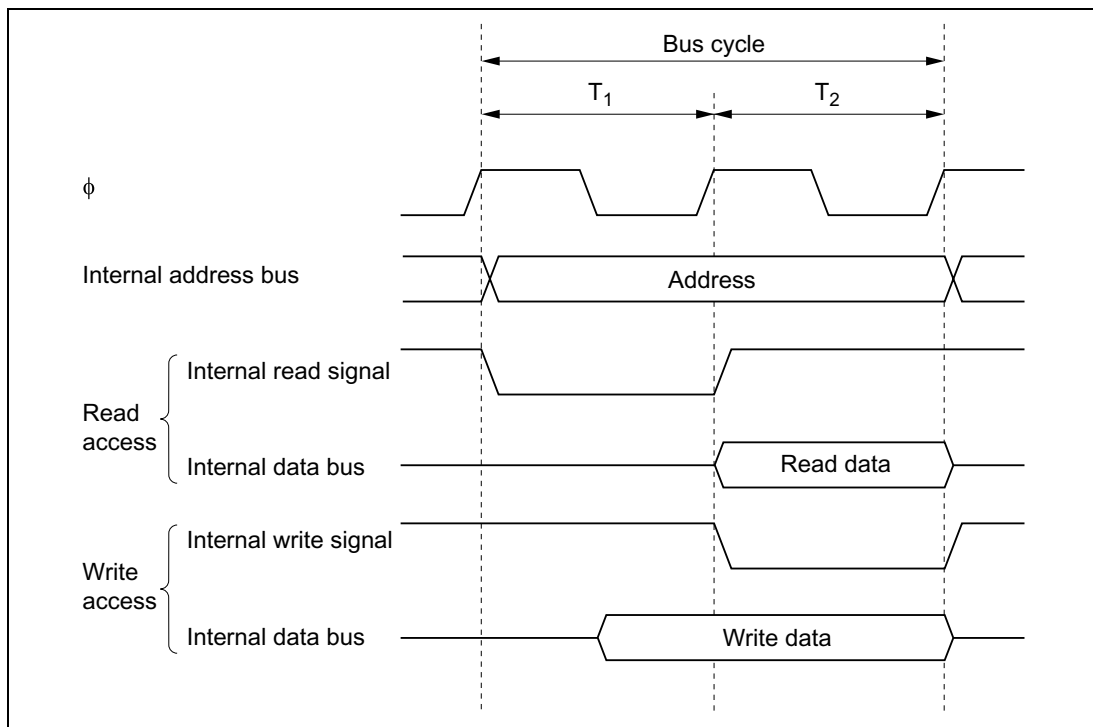 Bus cycle
T₁ T₂
ϕ
Internal address bus
Address
Internal read signal
Read
access
Internal data bus
Read data
Internal write signal
Write
access
Internal data bus
Write data